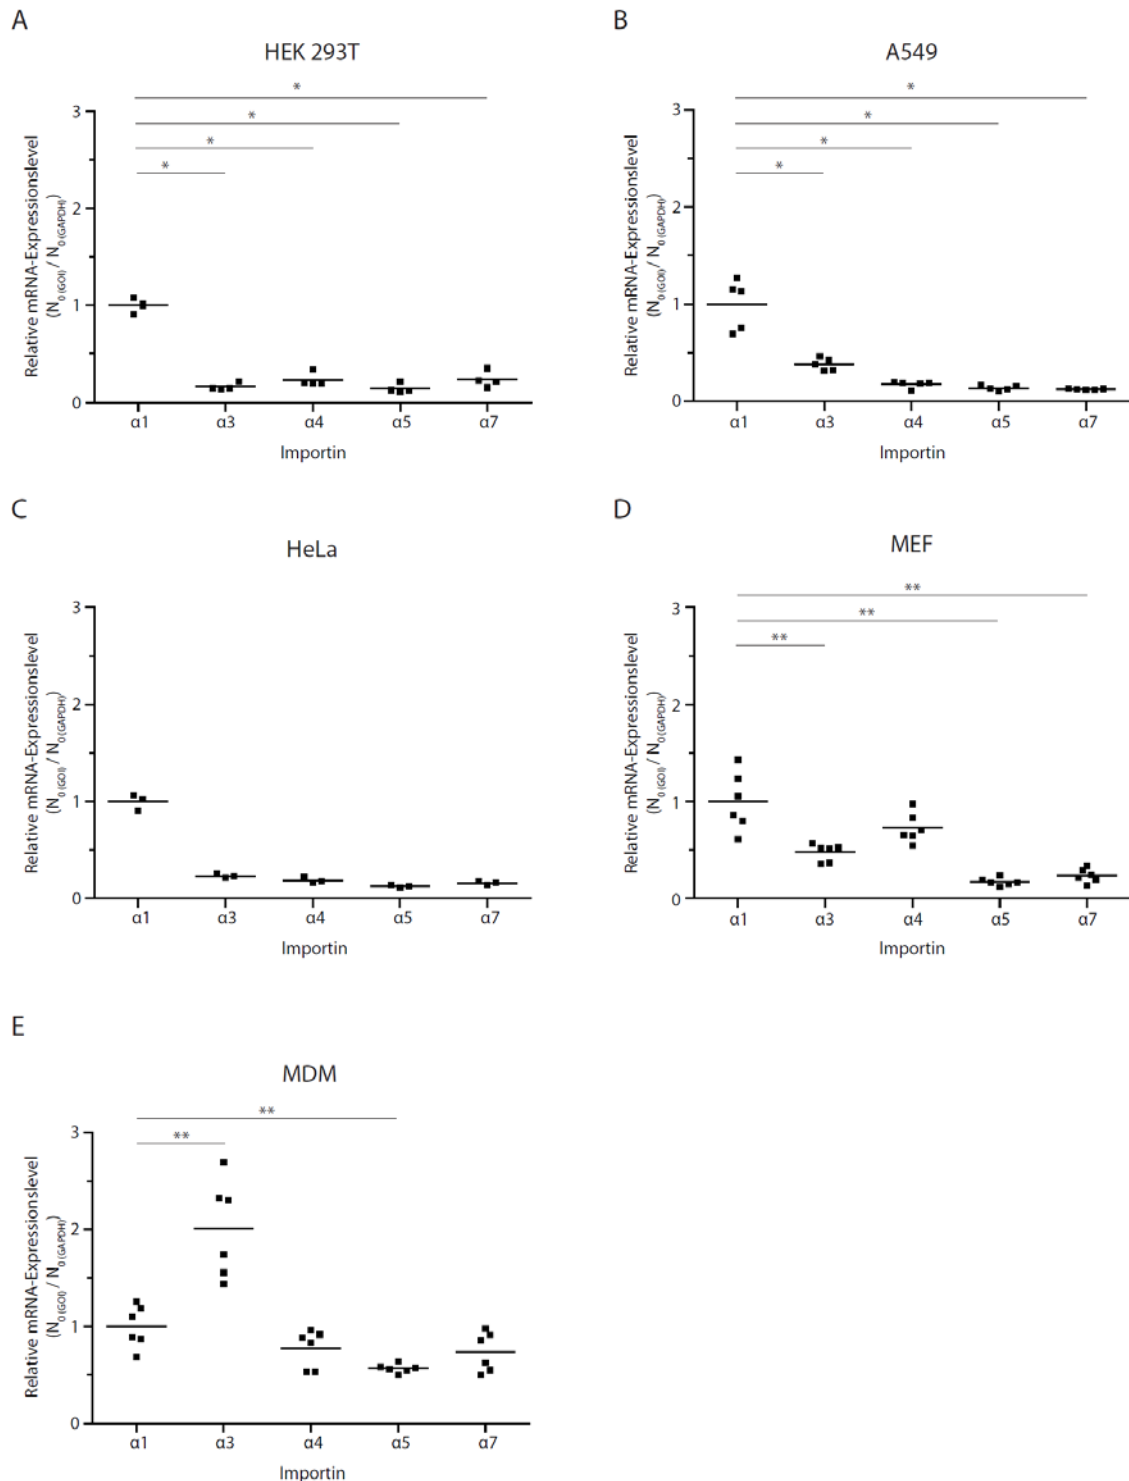 A
HEK 293T
*
*
*
*
3
2
1
0
Relative mRNA-Expressionslevel
(N0 (GOI) / N0 (GAPDH))
α1 α3 α4 α5 α7
Importin
B
A549
*
*
*
*
3
2
1
0
Relative mRNA-Expressionslevel
(N0 (GOI) / N0 (GAPDH))
α1 α3 α4 α5 α7
Importin
C
HeLa
3
2
1
0
Relative mRNA-Expressionslevel
(N0 (GOI) / N0 (GAPDH))
α1 α3 α4 α5 α7
Importin
D
MEF
**
**
**
3
2
1
0
Relative mRNA-Expressionslevel
(N0 (GOI) / N0 (GAPDH))
α1 α3 α4 α5 α7
Importin
E
MDM
**
**
3
2
1
0
Relative mRNA-Expressionslevel
(N0 (GOI) / N0 (GAPDH))
α1 α3 α4 α5 α7
Importin